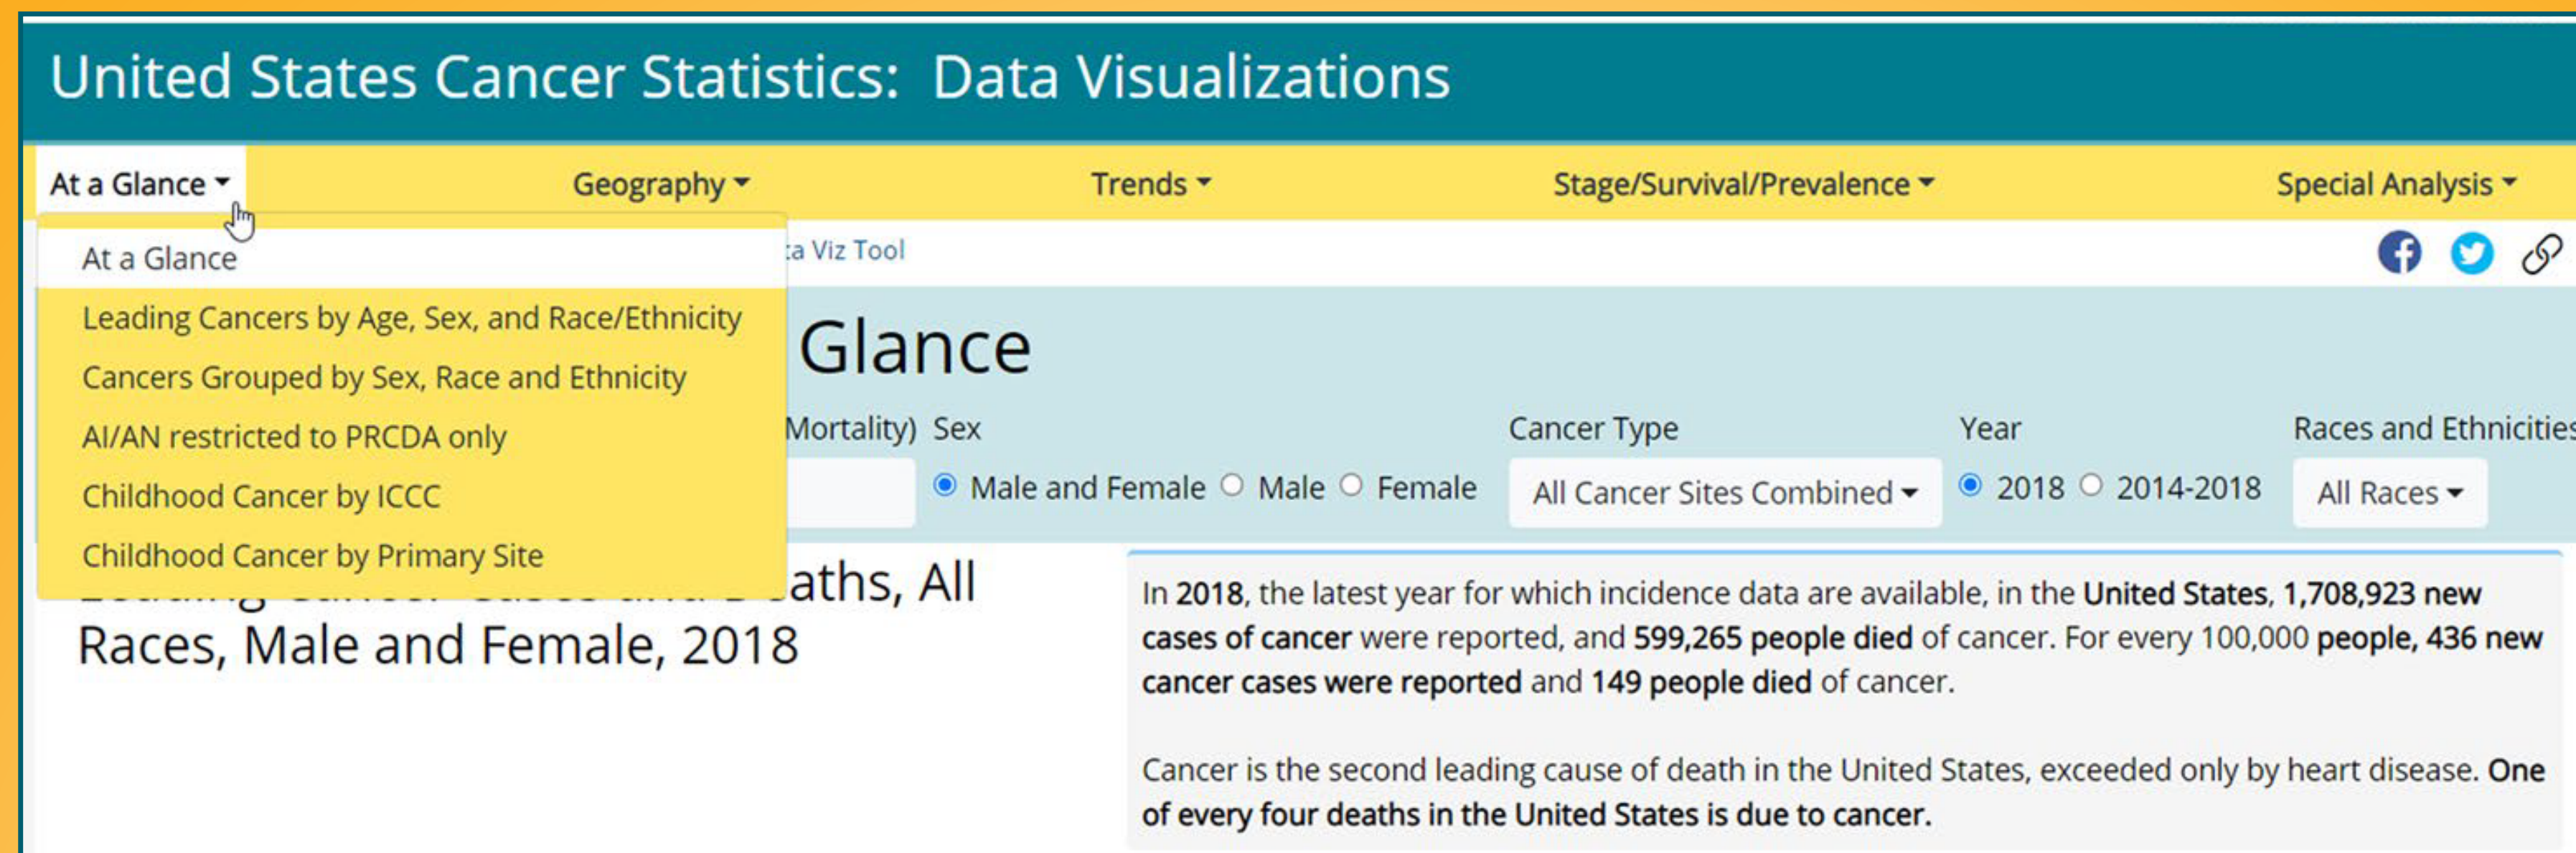 United States Cancer Statistics: Data Visualizations
At a Glance
Geography
Trends
Stage/Survival/Prevalence
Special Analysis
At a Glance
Leading Cancers by Age, Sex, and Race/Ethnicity
Cancers Grouped by Sex, Race and Ethnicity
AI/AN restricted to PRCDA only
Childhood Cancer by ICCC
Childhood Cancer by Primary Site
Viz Tool
Glance
Mortality)
Sex
Male and Female Male Female
Cancer Type
All Cancer Sites Combined
Year
2018 2014-2018
Races and Ethnicities
All Races
aths, All
Races, Male and Female, 2018
In 2018, the latest year for which incidence data are available, in the United States, 1,708,923 new
cases of cancer were reported, and 599,265 people died of cancer. For every 100,000 people, 436 new
cancer cases were reported and 149 people died of cancer.
Cancer is the second leading cause of death in the United States, exceeded only by heart disease. One
of every four deaths in the United States is due to cancer.